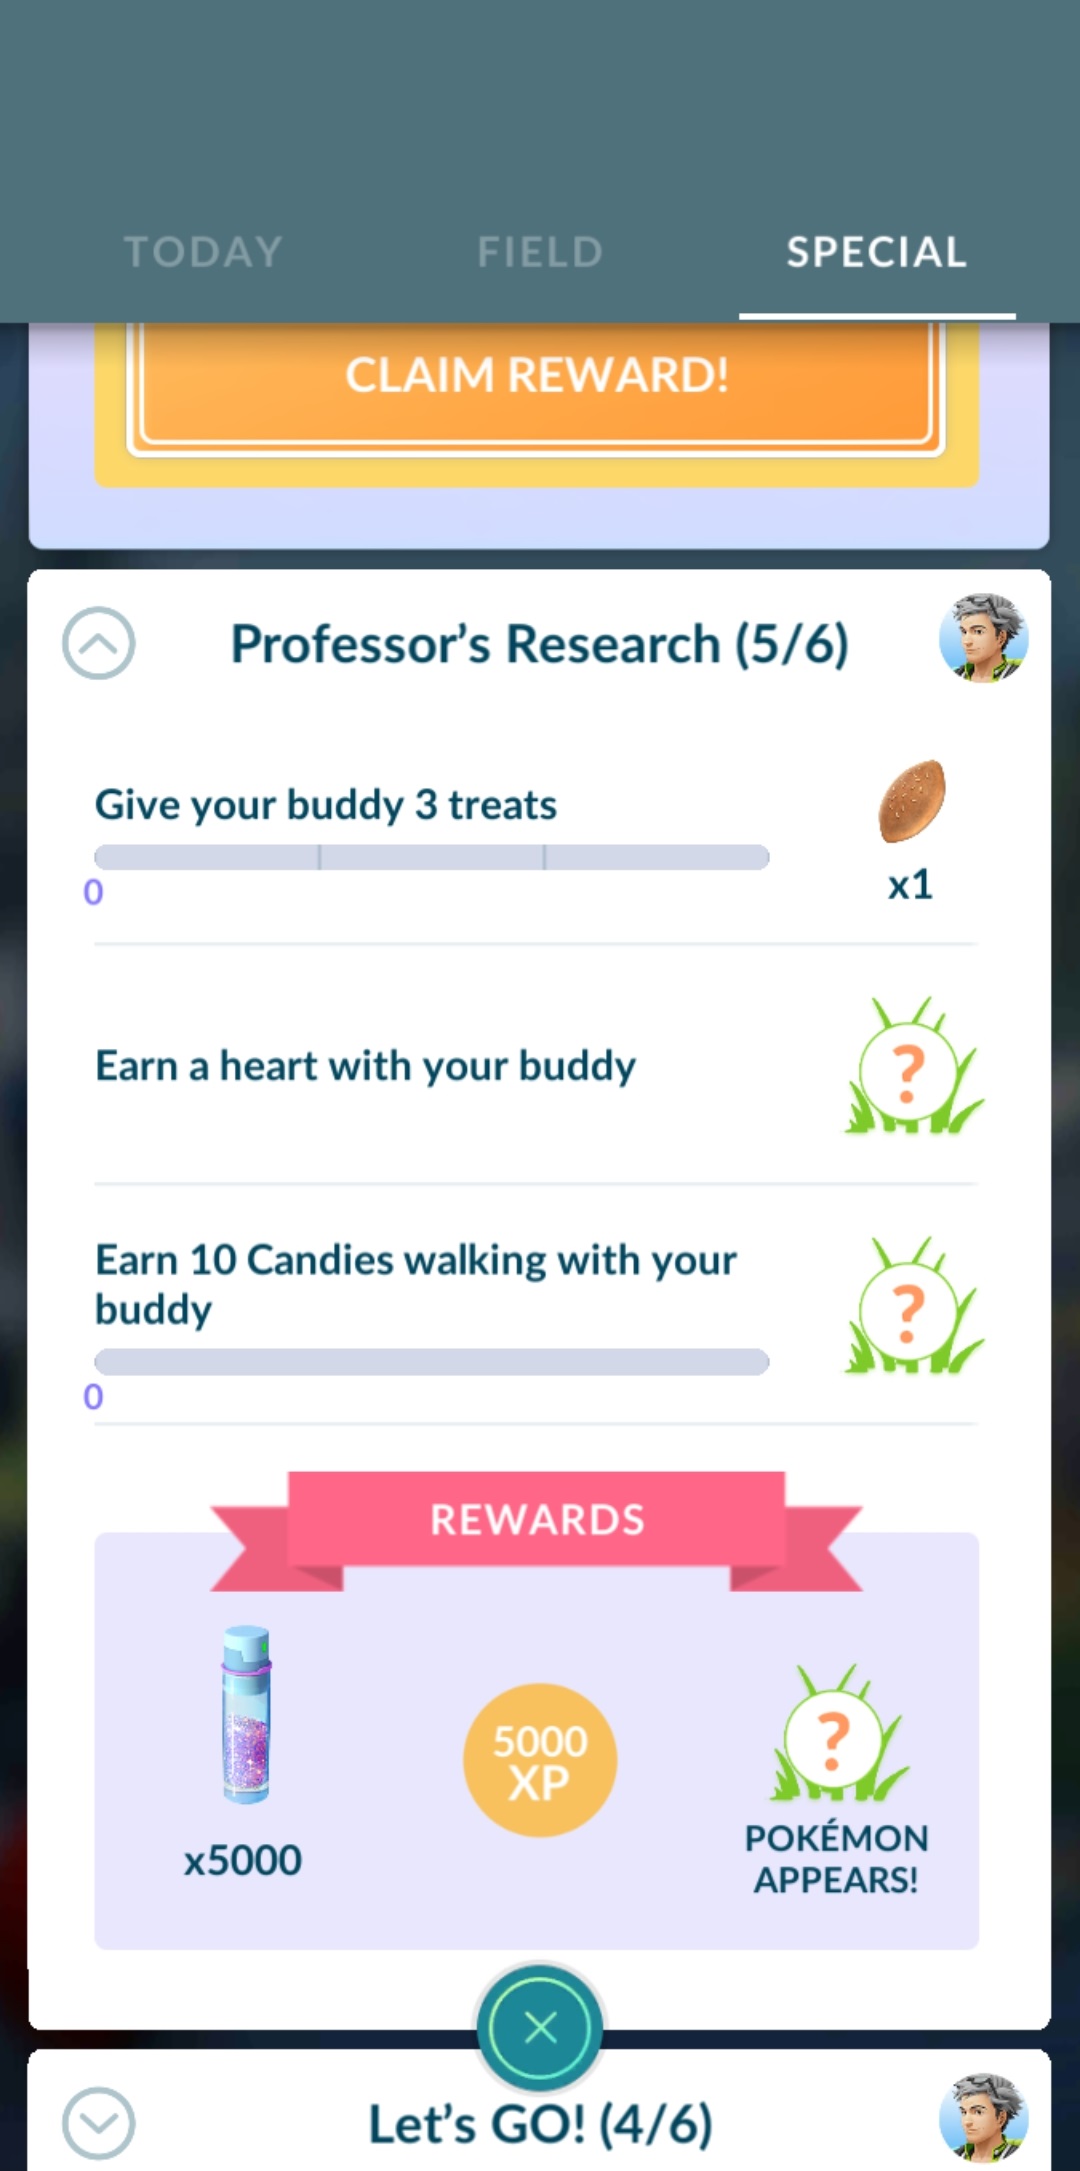 TODAY
FIELD
SPECIAL
CLAIM REWARD!
Professor’s Research (5/6)
Give your buddy 3 treats
0
x1
Earn a heart with your buddy
?
Earn 10 Candies walking with your
buddy
?
0
REWARDS
x5000
5000
XP
?
POKÉMON
APPEARS!
Let’s GO! (4/6)